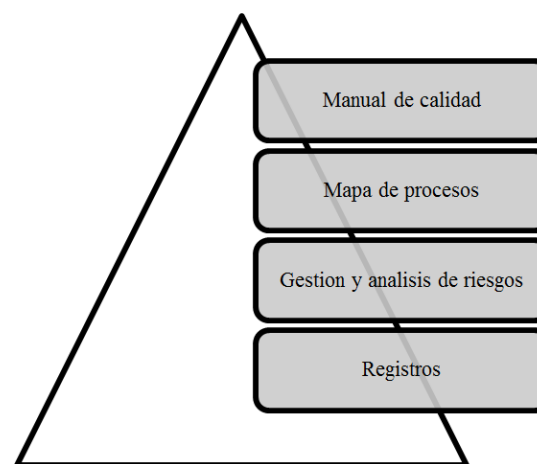 Manual de calidad
Mapa de procesos
Gestion y analisis de riesgos
Registros